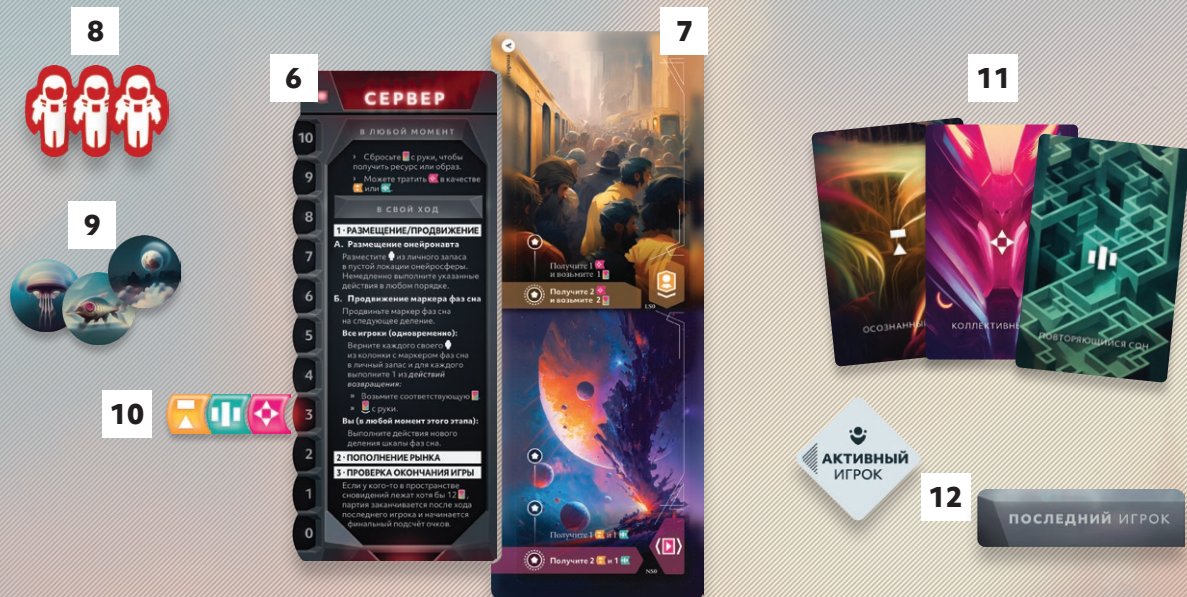 8
7
6
11
СЕРВЕР
10
В ЛЮБОЙ МОМЕНТ
› Сбросьте с руки, чтобы
получить ресурс или образ.
9
› Можете тратить в качестве
или .
8
В СВОЙ ХОД
1 · РАЗМЕЩЕНИЕ/ПРОДВИЖЕНИЕ
А. Размещение онейронавта
7
Разместите из личного запаса
в пустой локации онейросферы.
Немедленно выполните указанные
действия в любом порядке.
6
Б. Продвижение маркера фаз сна
Продвиньте маркер фаз сна
на следующее деление.
5
Все игроки (одновременно):
Верните каждого своего
из колонки с маркером фаз сна
в личный запас и для каждого
4
выполните 1 из действий
возвращения:
» Возьмите соответствующую
3
» с руки.
Вы (в любой момент этого этапа):
Выполните действия нового
деления шкалы фаз сна.
2
2 · ПОПОЛНЕНИЕ РЫНКА
3 · ПРОВЕРКА ОКОНЧАНИЯ ИГРЫ
Если у кого-то в пространстве
1
сновидений лежат хотя бы 12 ,
партия заканчивается после хода
последнего игрока и начинается
финальный подсчёт очков.
0
9
10
Получите 1
и возьмите 1
Получите 2
и возьмите 2
L50
Получите 1 и 1
Получите 2 и 1
N50
ОСОЗНАННЫ
КОЛЛЕКТИВН
ПОВТОРЯЮЩИЙСЯ СОН
АКТИВНЫЙ
ИГРОК
12
ПОСЛЕДНИЙ ИГРОК